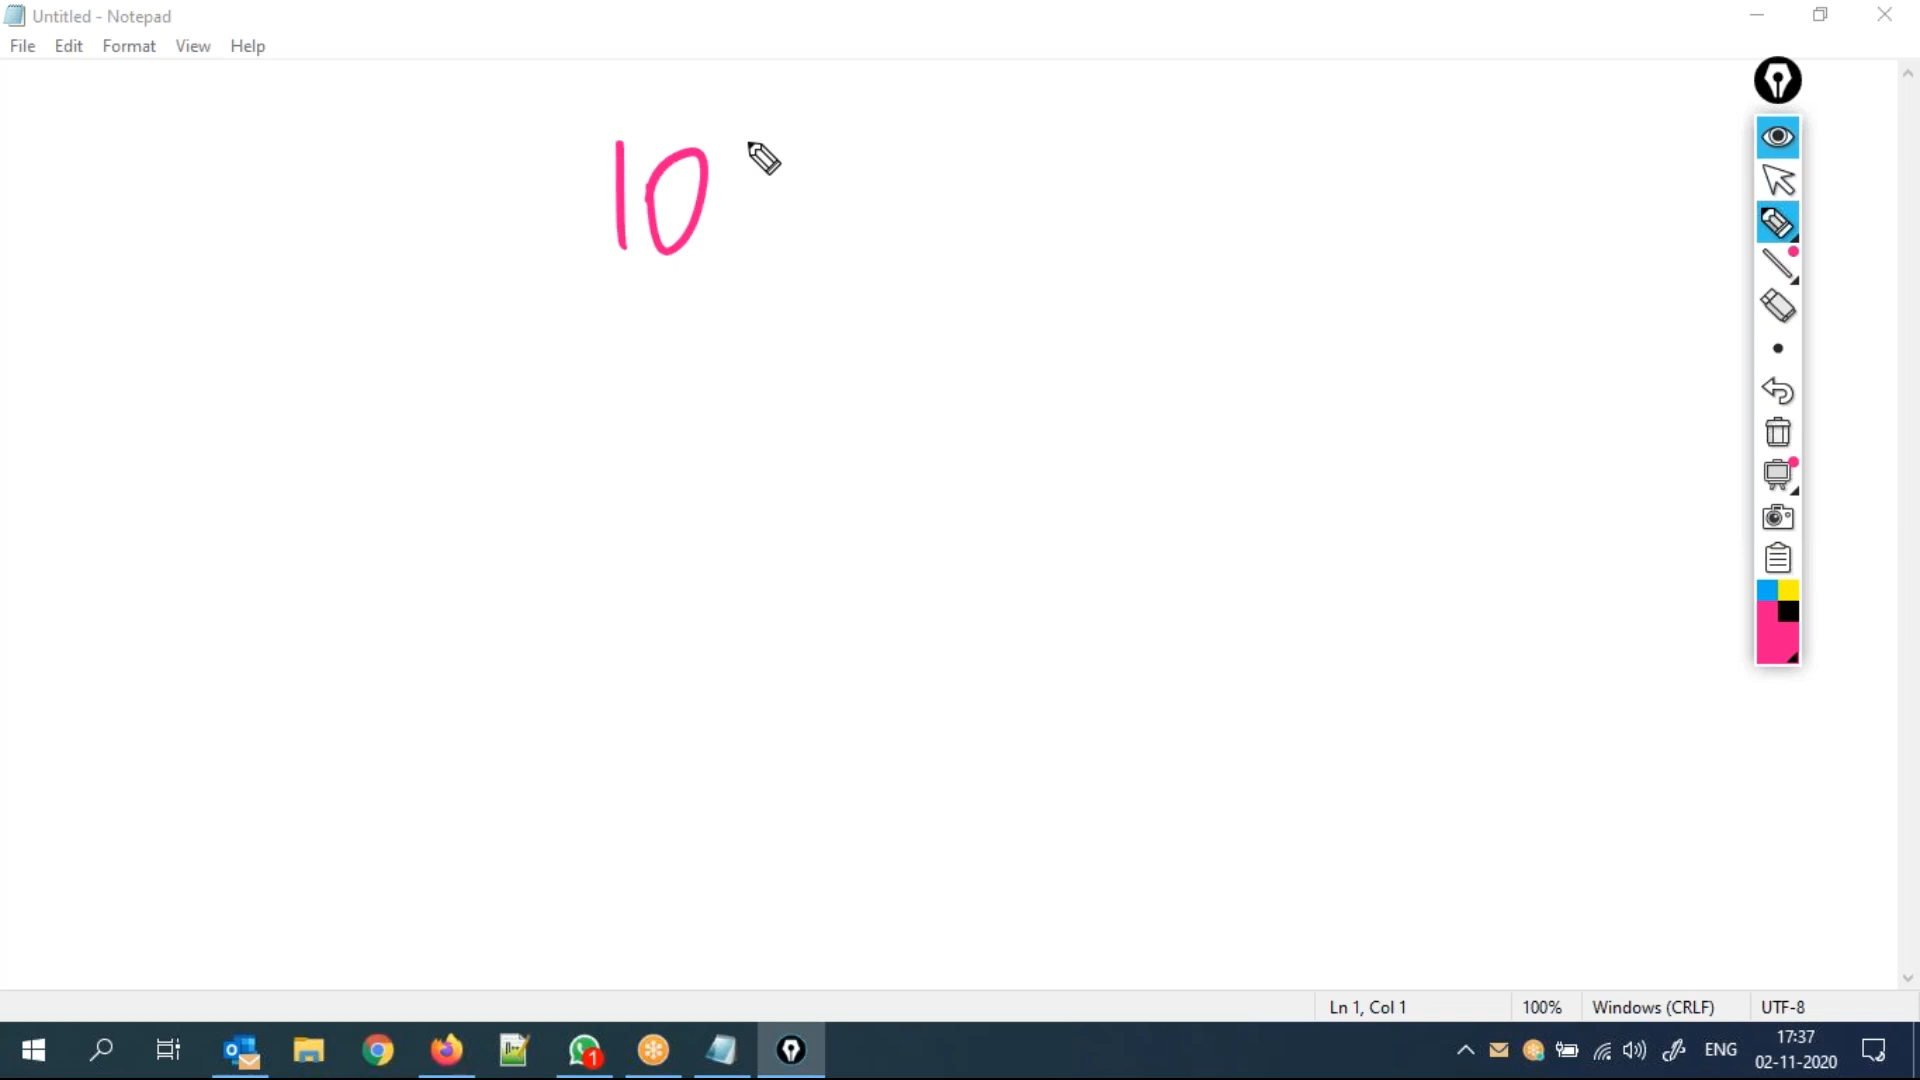 Untitled - Notepad
File Edit Format View Help
10
Ln 1, Col 1 100% Windows (CRLF) UTF-8
1 ENG 17:37
02-11-2020